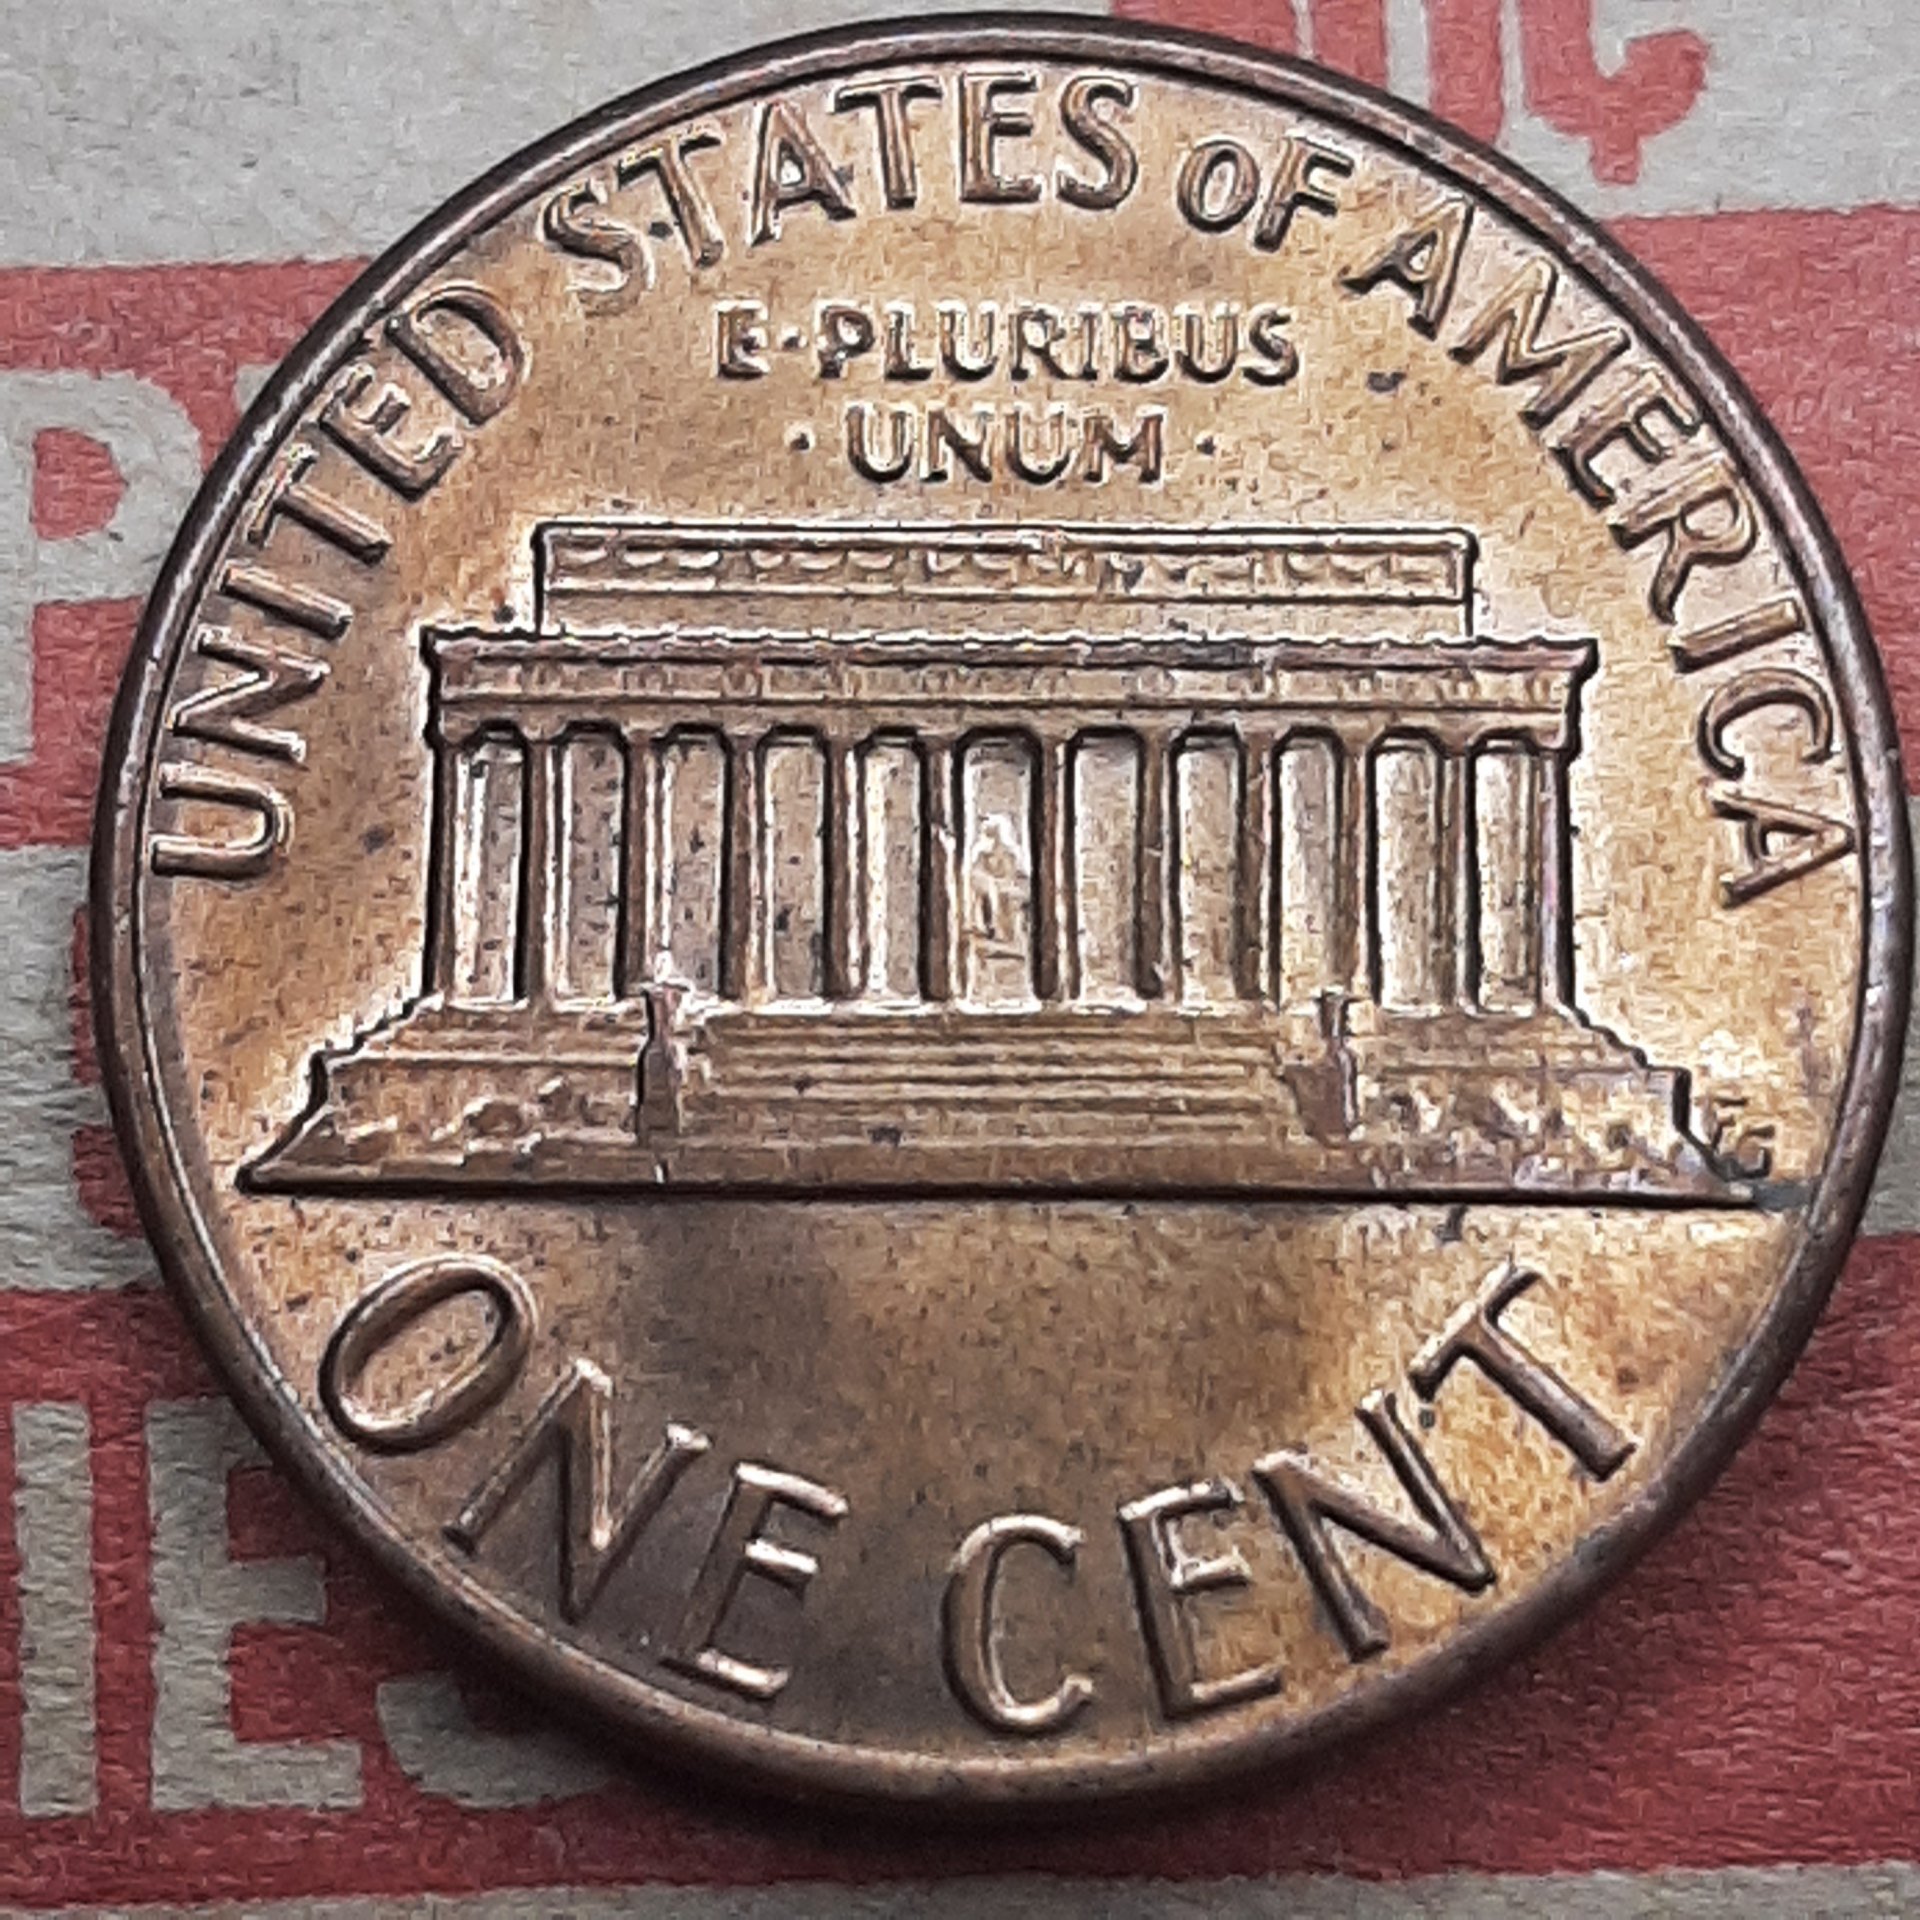 UNITED STATES OF AMERICA
E·PLURIBUS
·UNUM·
ONE CENT